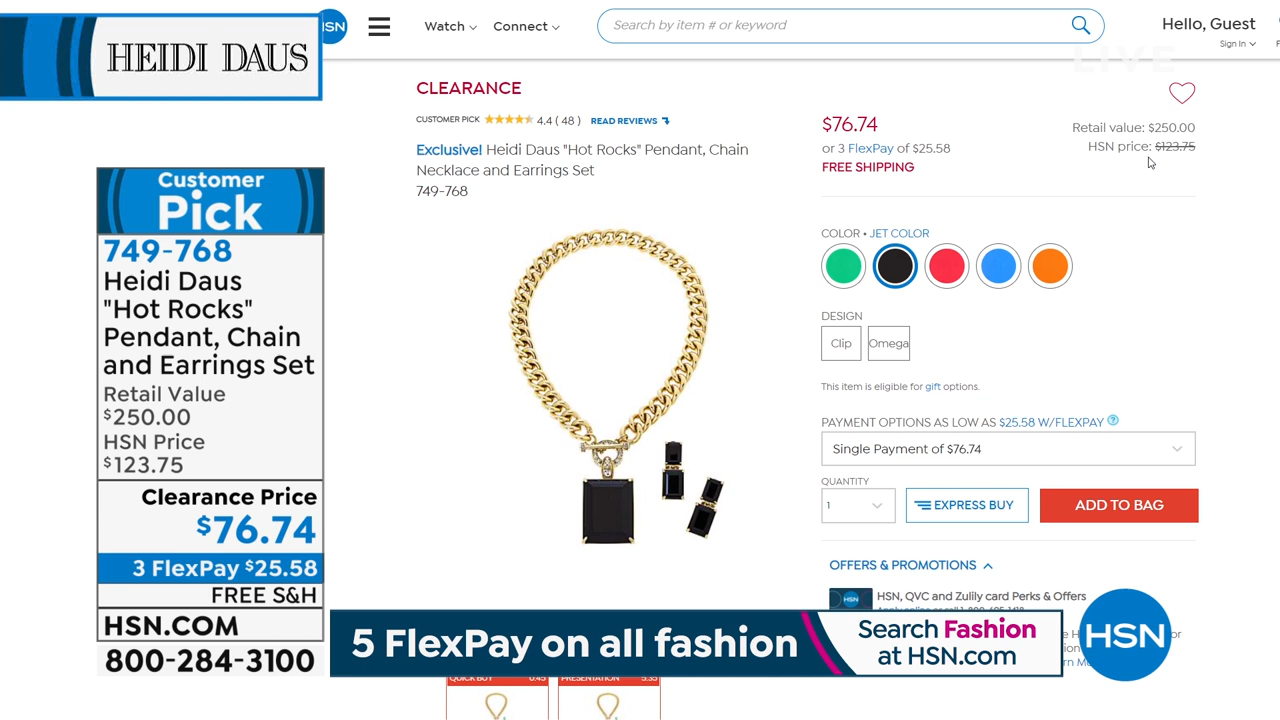 HEIDI DAUS
HSN
Watch
Connect
Search by item # or keyword
Hello, Guest
Sign In
LIVE
CLEARANCE
CUSTOMER PICK
4.4 ( 48 )
READ REVIEWS
Exclusive! Heidi Daus "Hot Rocks" Pendant, Chain
Necklace and Earrings Set
749-768
$76.74
or 3 FlexPay of $25.58
FREE SHIPPING
Retail value: $250.00
HSN price: $123.75
COLOR • JET COLOR
DESIGN
Clip
Omega
This item is eligible for gift options.
PAYMENT OPTIONS AS LOW AS $25.58 W/FLEXPAY ?
Single Payment of $76.74
QUANTITY
1
EXPRESS BUY
ADD TO BAG
OFFERS & PROMOTIONS
HSN
HSN, QVC and Zulily card Perks & Offers
Customer
Pick
749-768
Heidi Daus
"Hot Rocks"
Pendant, Chain
and Earrings Set
Retail Value
$250.00
HSN Price
$123.75
Clearance Price
$76.74
3 FlexPay $25.58
FREE S&H
HSN.COM
800-284-3100
5 FlexPay on all fashion
Search Fashion
at HSN.com
HSN
QUICK BUY 0:45
PRESENTATION 5:35